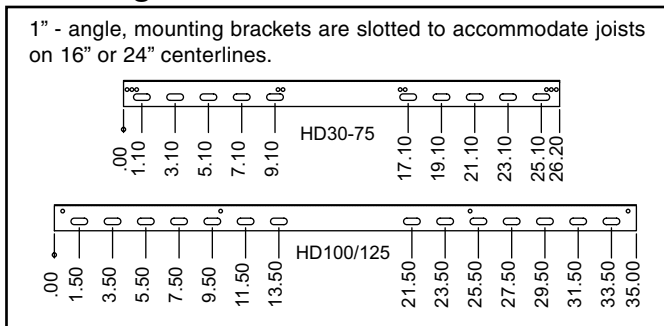 1” - angle, mounting brackets are slotted to accommodate joists
on 16” or 24” centerlines.
HD30-75
.00 1.10 3.10 5.10 7.10 9.10 17.10 19.10 21.10 23.10 25.10 26.20
HD100/125
.00 1.50 3.50 5.50 7.50 9.50 11.50 13.50 21.50 23.50 25.50 27.50 29.50 31.50 33.50 35.00